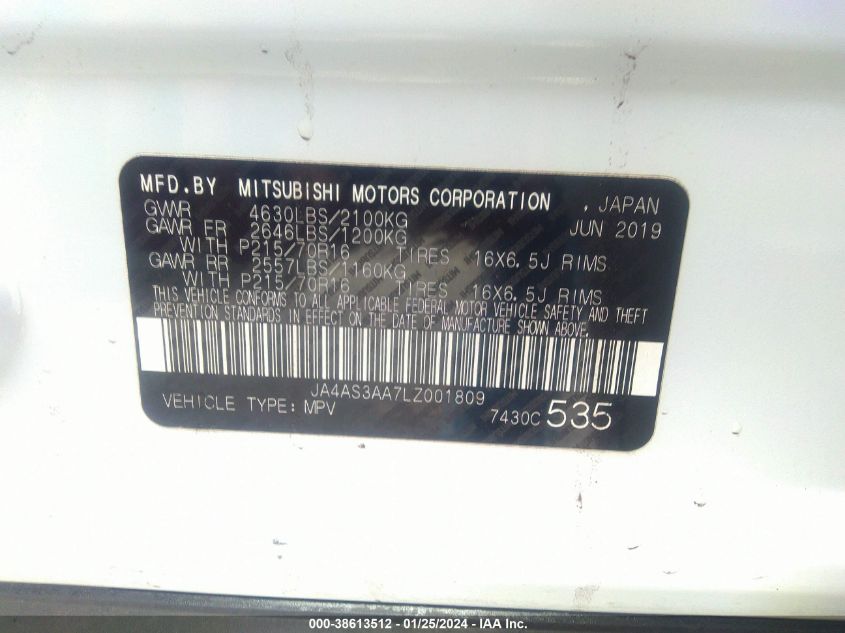 MFD.BY MITSUBISHI MOTORS CORPORATION , JAPAN
GVWR 4630LBS/2100KG JUN 2019
GAWR FR 2646LBS/1200KG
WITH P215/70R16 TIRES 16X6.5J RIMS
GAWR RR 2557LBS/1160KG
WITH P215/70R16 TIRES 16X6.5J RIMS
THIS VEHICLE CONFORMS TO ALL APPLICABLE FEDERAL MOTOR VEHICLE SAFETY AND THEFT
PREVENTION STANDARDS IN EFFECT ON THE DATE OF MANUFACTURE SHOWN ABOVE.
JA4AS3AA7LZ001809
VEHICLE TYPE: MPV 7430C 535
000-38613512 - 01/25/2024 - IAA Inc.